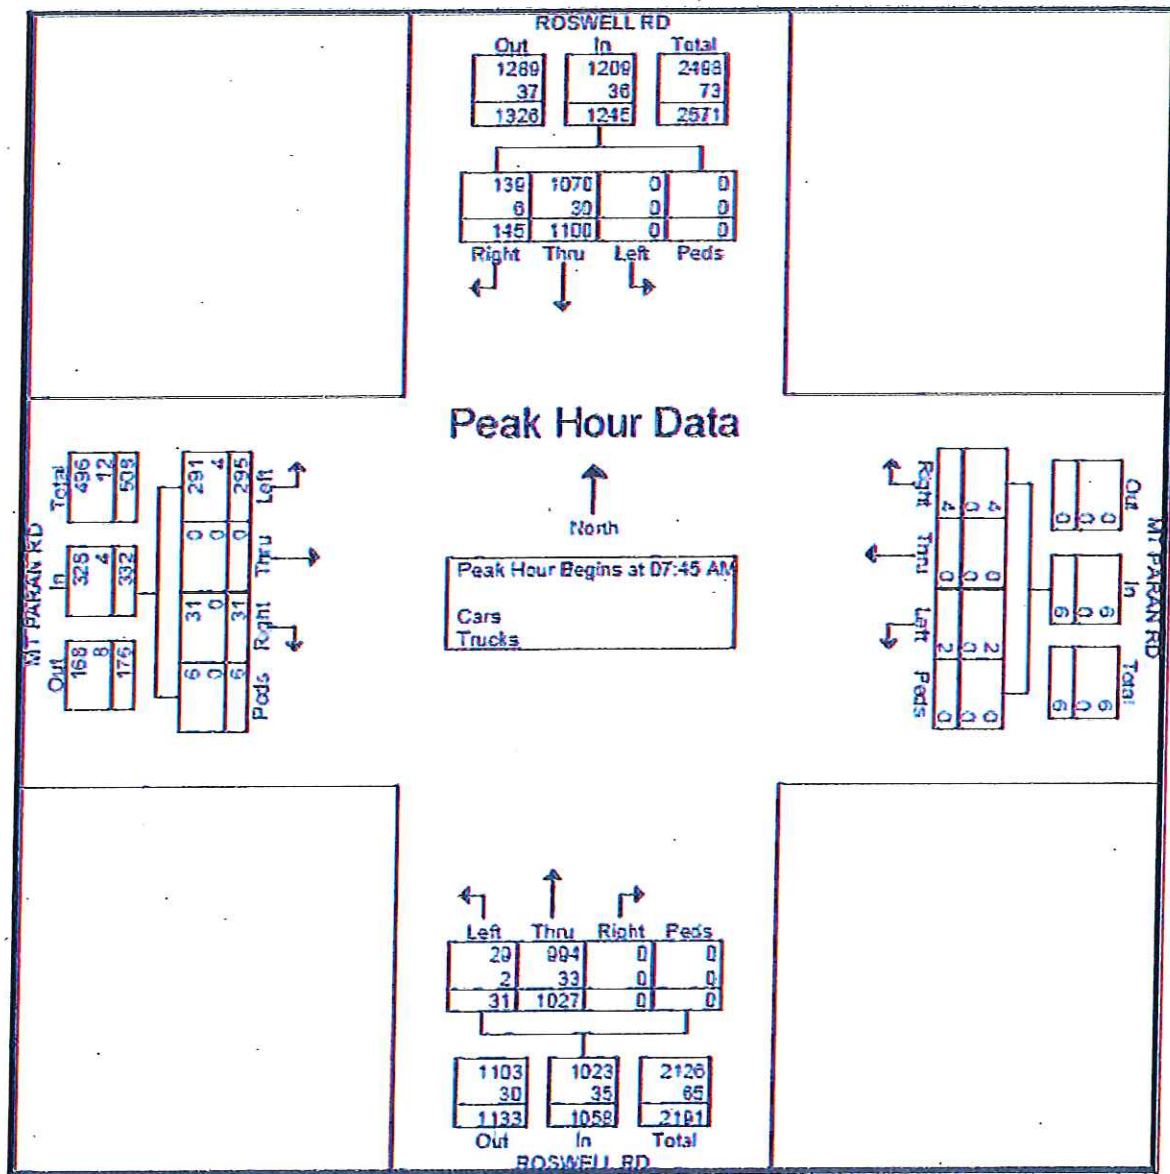 ROSWELL RD
Out In Total
1289 1209 2498
37 36 73
1326 1245 2571
139 1070 0 0
6 30 0 0
145 1100 0 0
Right Thru Left Peds
Peak Hour Data
North
Peak Hour Begins at 07:45 AM
Cars
Trucks
MT PARAN RD
Total In Out
496 328 168
12 4 8
508 332 176
291 0 31 6
4 0 0 0
295 0 31 6
Left Thru Right Peds
Right Thru Left Peds
4 0 2 0
0 0 0 0
4 0 2 0
Out In Total
0 6 6
0 0 0
0 6 6
MT PARAN RD
Left Thru Right Peds
29 994 0 0
2 33 0 0
31 1027 0 0
1103 1023 2126
30 35 65
1133 1058 2191
Out In Total
ROSWELL RD